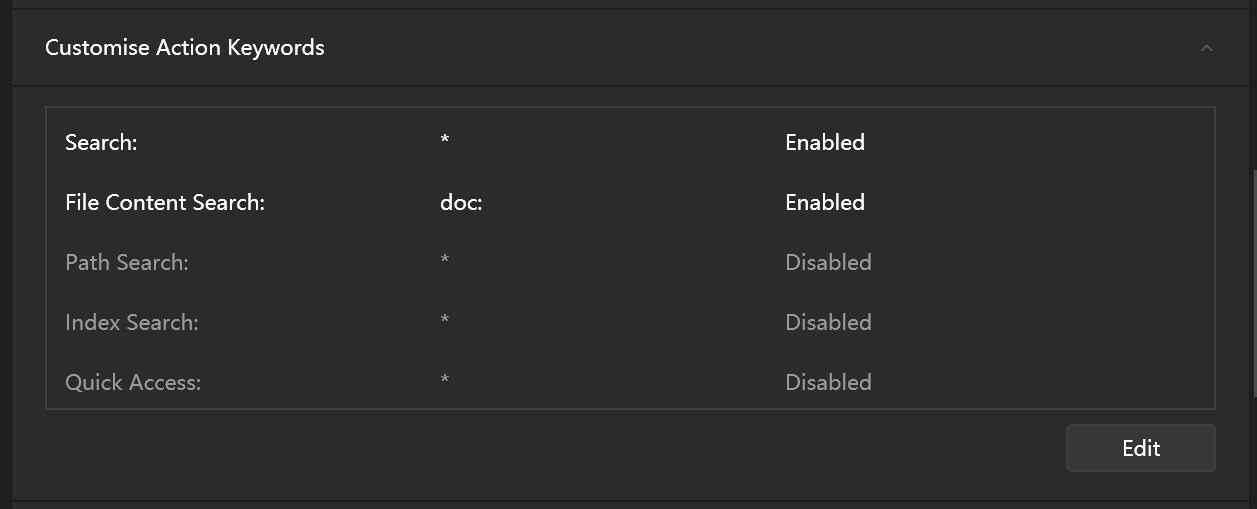 Customise Action Keywords
Search: * Enabled
File Content Search: doc: Enabled
Path Search: * Disabled
Index Search: * Disabled
Quick Access: * Disabled
Edit